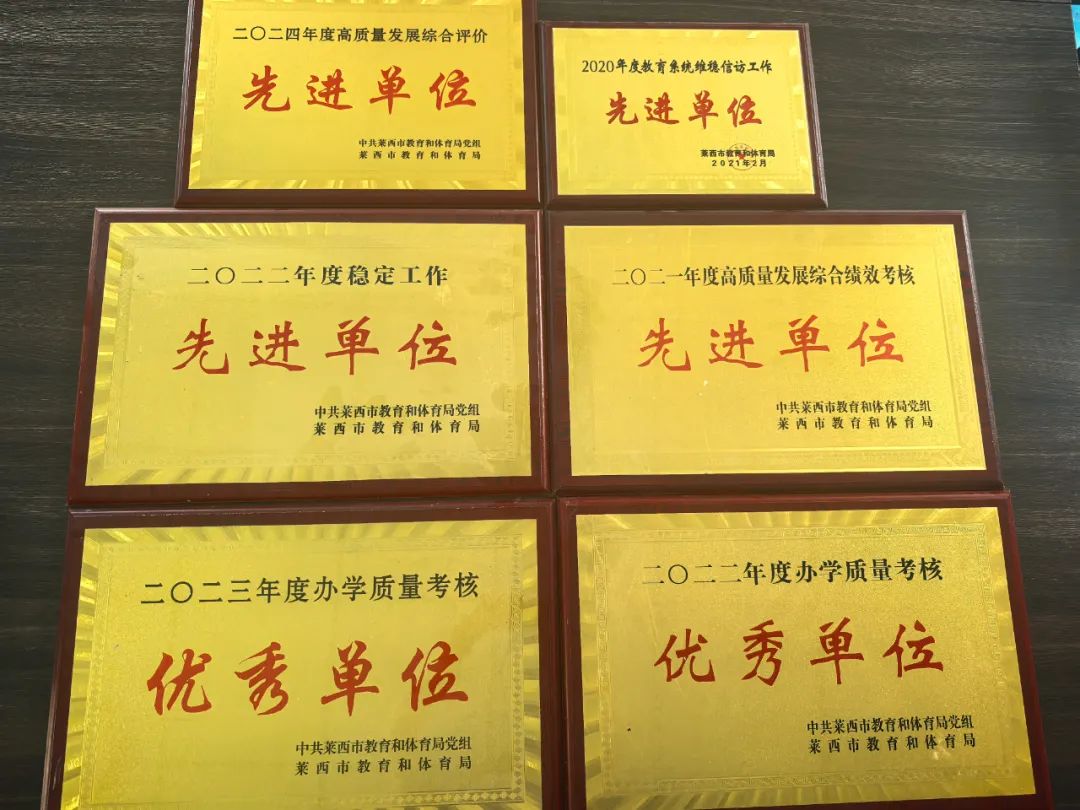 二〇二四年度高质量发展综合评价
先进单位
中共莱西市教育和体育局党组
莱西市教育和体育局
2020年度教育系统维稳信访工作
先进单位
莱西市教育和体育局
2021年2月
二〇二二年度稳定工作
先进单位
中共莱西市教育和体育局党组
莱西市教育和体育局
二〇二一年度高质量发展综合绩效考核
先进单位
中共莱西市教育和体育局党组
莱西市教育和体育局
二〇二三年度办学质量考核
优秀单位
中共莱西市教育和体育局党组
莱西市教育和体育局
二〇二二年度办学质量考核
优秀单位
中共莱西市教育和体育局党组
莱西市教育和体育局